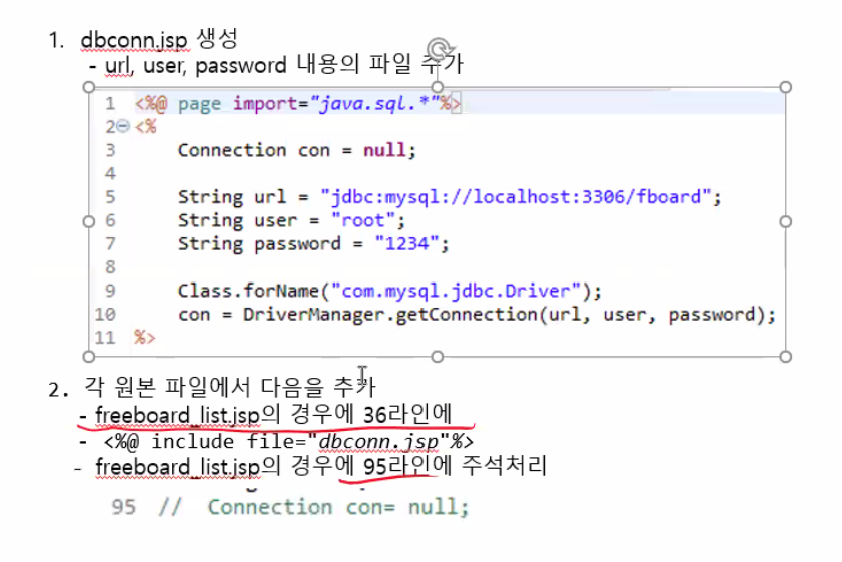 1. dbconn.jsp 생성
- url, user, password 내용의 파일 추가
1 <%@ page import="java.sql.*"%>
2 <%
3 Connection con = null;
4
5 String url = "jdbc:mysql://localhost:3306/fboard";
6 String user = "root";
7 String password = "1234";
8
9 Class.forName("com.mysql.jdbc.Driver");
10 con = DriverManager.getConnection(url, user, password);
11 %>
2. 각 원본 파일에서 다음을 추가
- freeboard_list.jsp의 경우에 36라인에
- <%@ include file="dbconn.jsp"%>
- freeboard_list.jsp의 경우에 95라인에 주석처리
95 // Connection con= null;